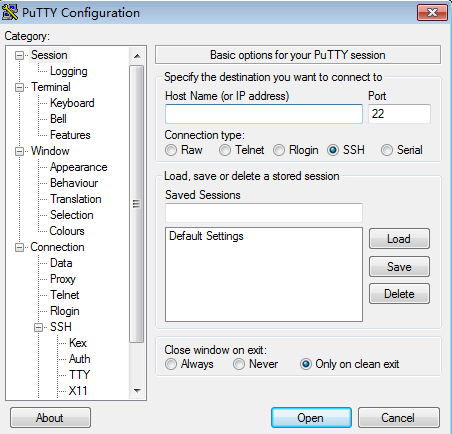 PuTTY Configuration
Category:
Session
Logging
Terminal
Keyboard
Bell
Features
Window
Appearance
Behaviour
Translation
Selection
Colours
Connection
Data
Proxy
Telnet
Rlogin
SSH
Kex
Auth
TTY
X11
Basic options for your PuTTY session
Specify the destination you want to connect to
Host Name (or IP address) Port
22
Connection type:
Raw Telnet Rlogin SSH Serial
Load, save or delete a stored session
Saved Sessions
Default Settings
Load
Save
Delete
Close window on exit:
Always Never Only on clean exit
About Open Cancel